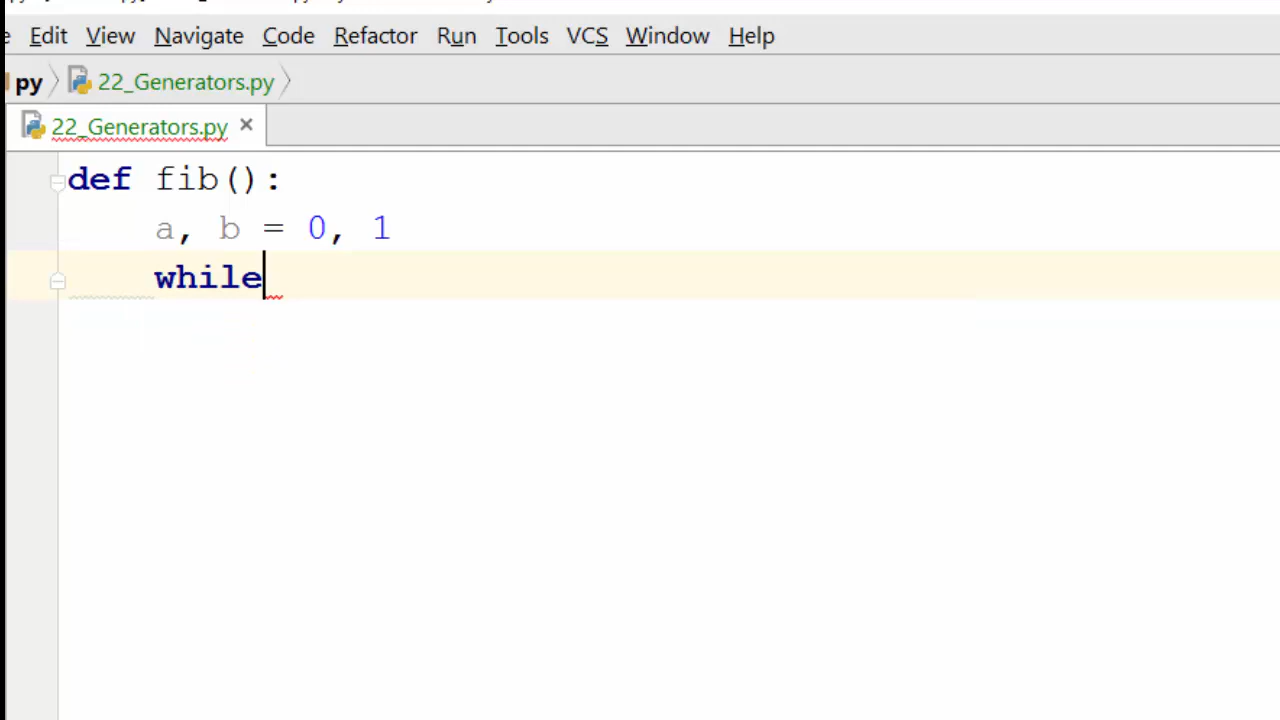 Edit View Navigate Code Refactor Run Tools VCS Window Help
py 22_Generators.py
22_Generators.py ×
def fib():
    a, b = 0, 1
    while